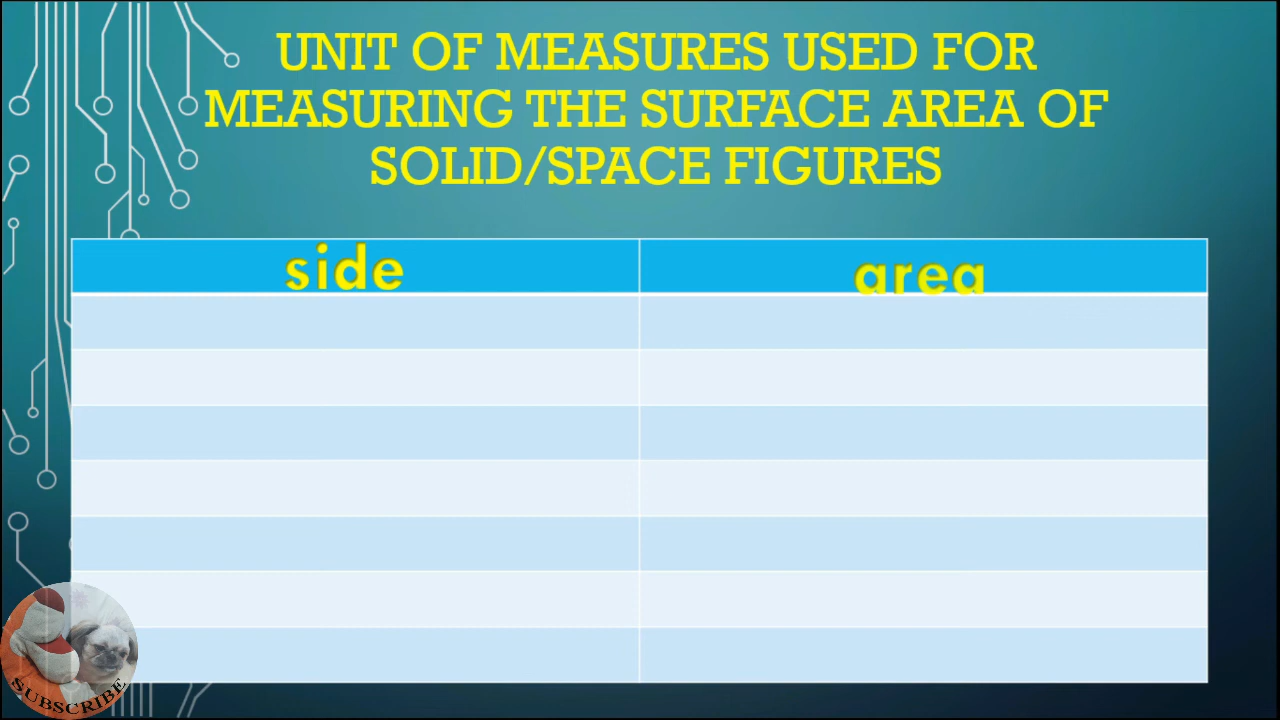 UNIT OF MEASURES USED FOR
MEASURING THE SURFACE AREA OF
SOLID/SPACE FIGURES
side
area
SUBSCRIBE